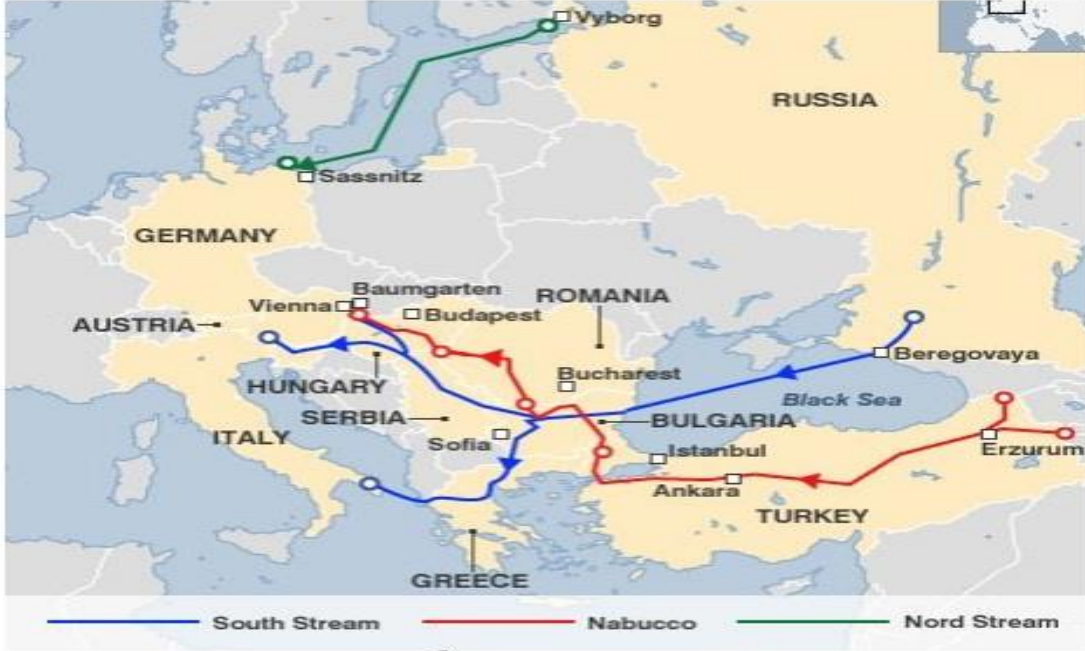 Vyborg
RUSSIA
Sassnitz
GERMANY
Baumgarten
Vienna
Budapest
ROMANIA
AUSTRIA
Beregovaya
Bucharest
HUNGARY
Black Sea
SERBIA
BULGARIA
ITALY
Sofia
Istanbul
Erzurum
Ankara
TURKEY
GREECE
South Stream
Nabucco
Nord Stream